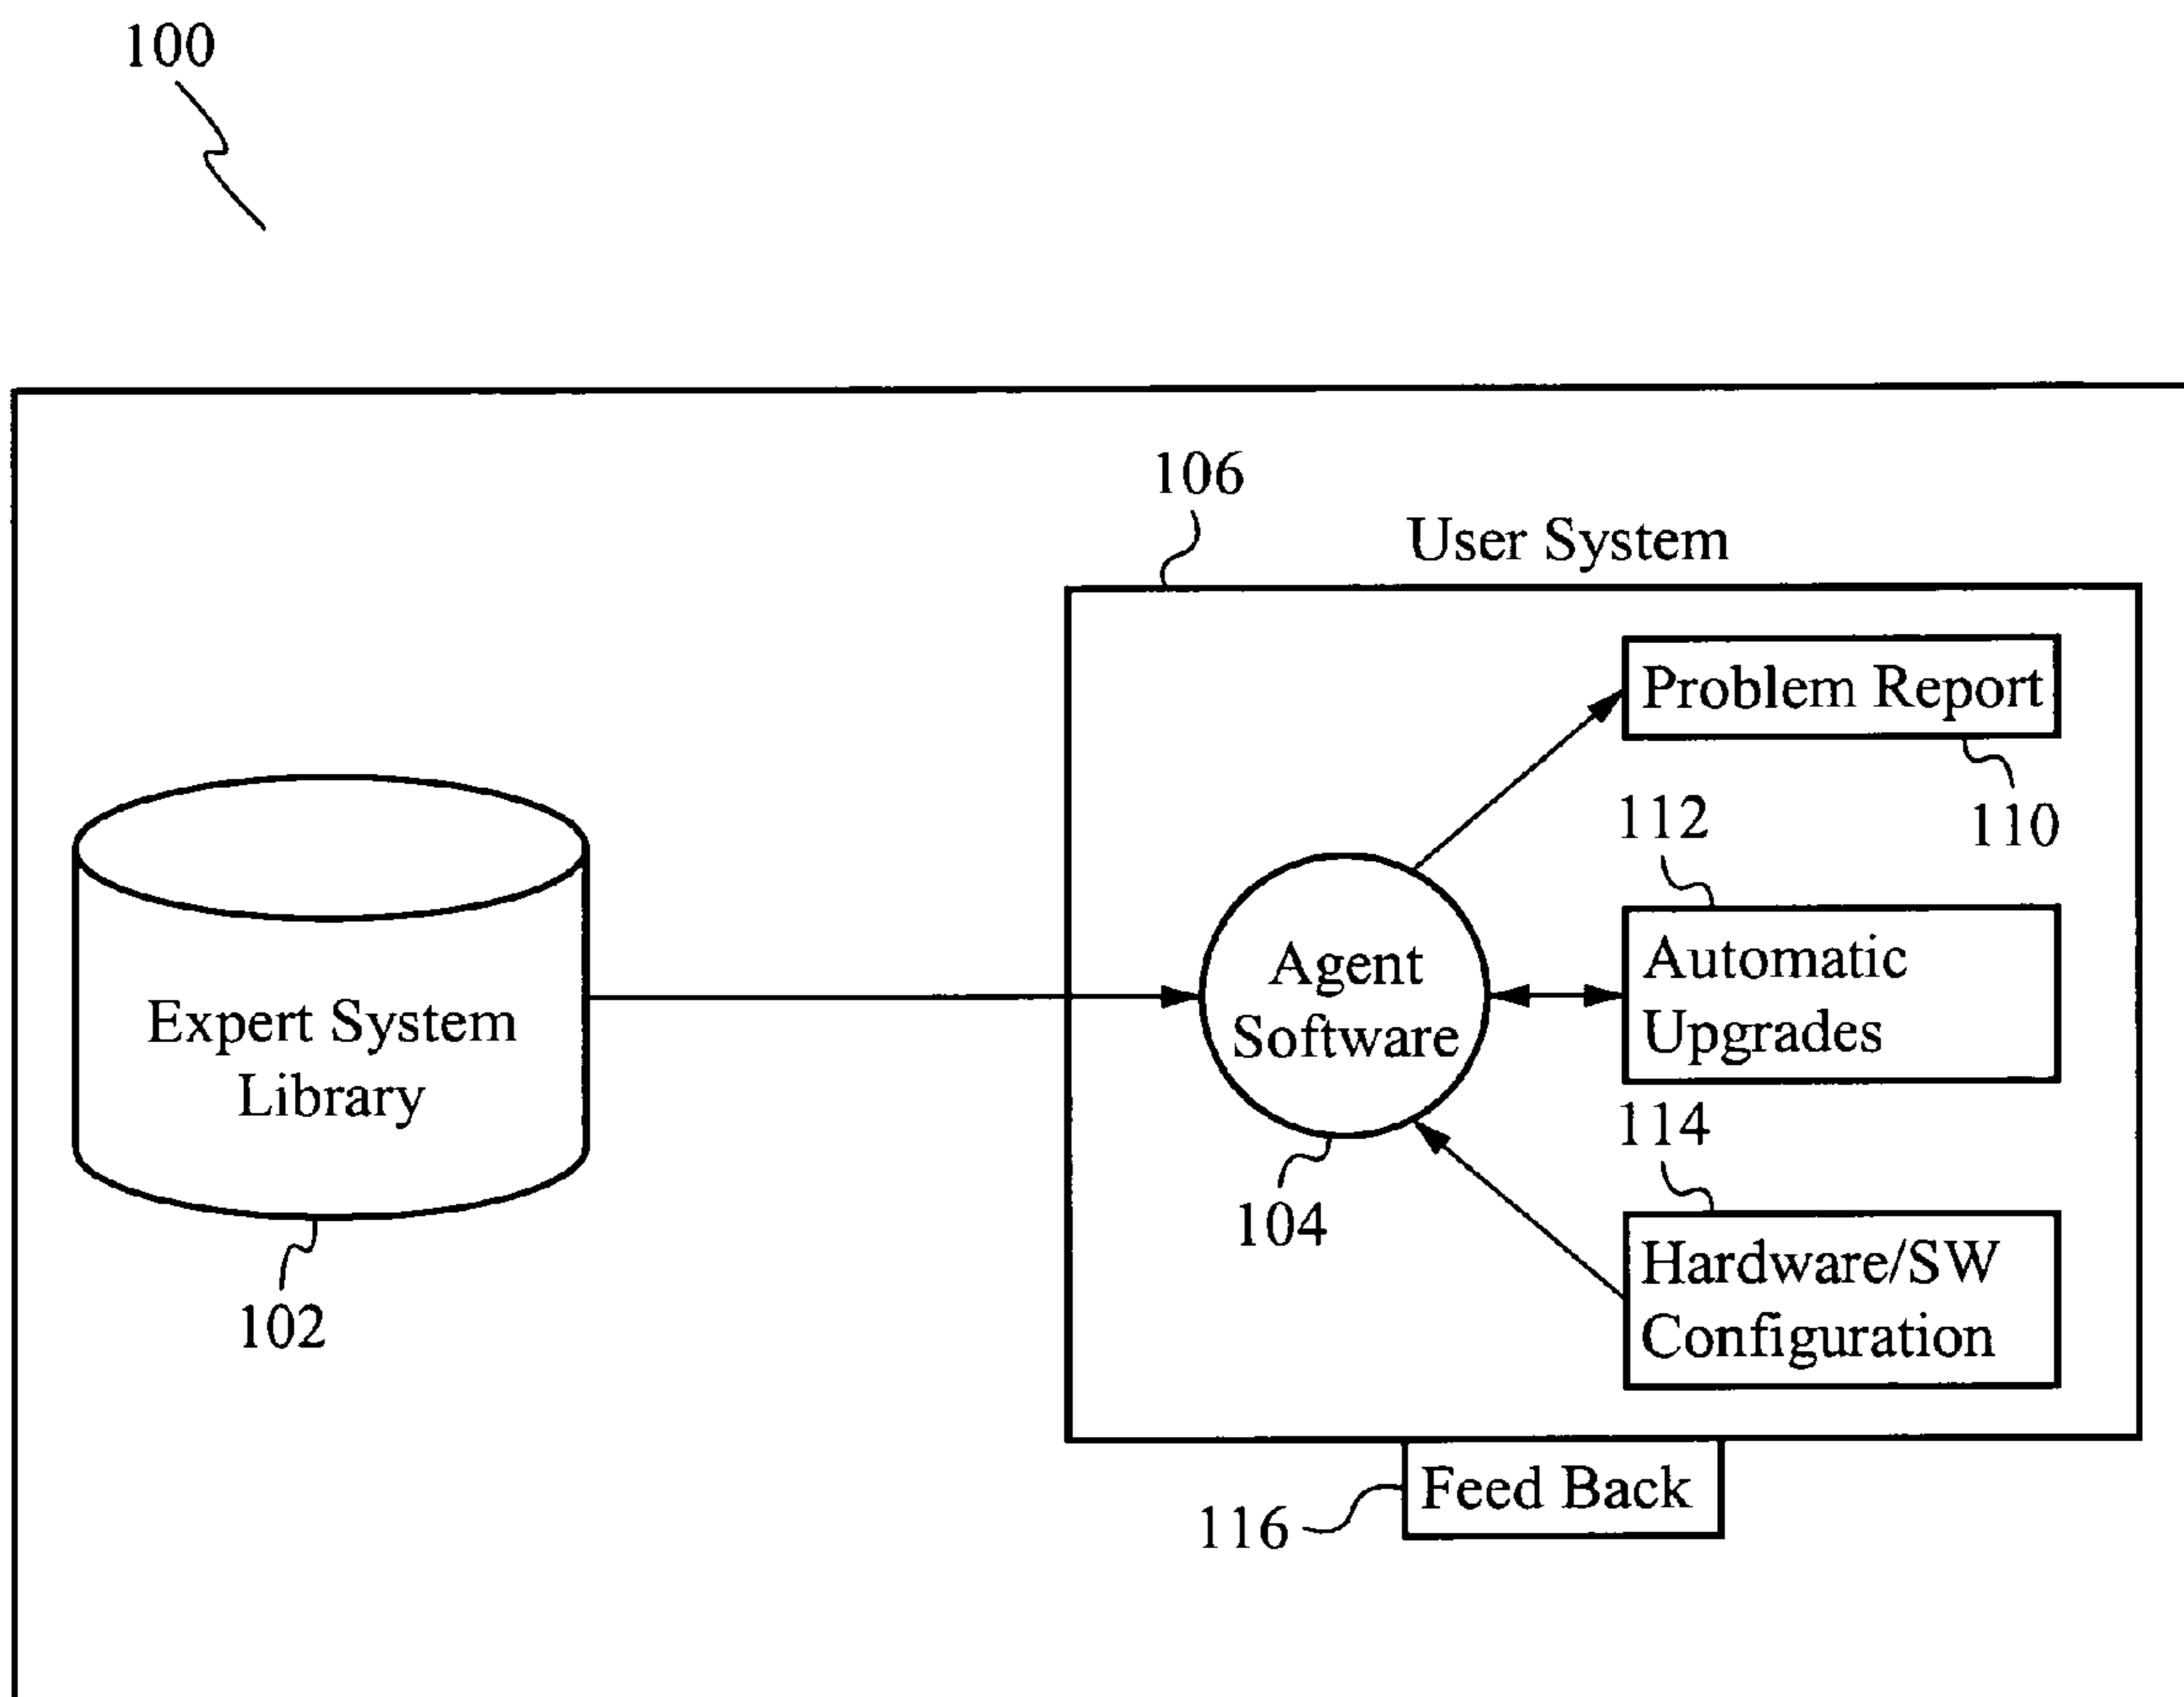 100
106
User System
Problem Report
110
112
Automatic
Upgrades
Agent
Software
104
114
Hardware/SW
Configuration
Expert System
Library
102
Feed Back
116